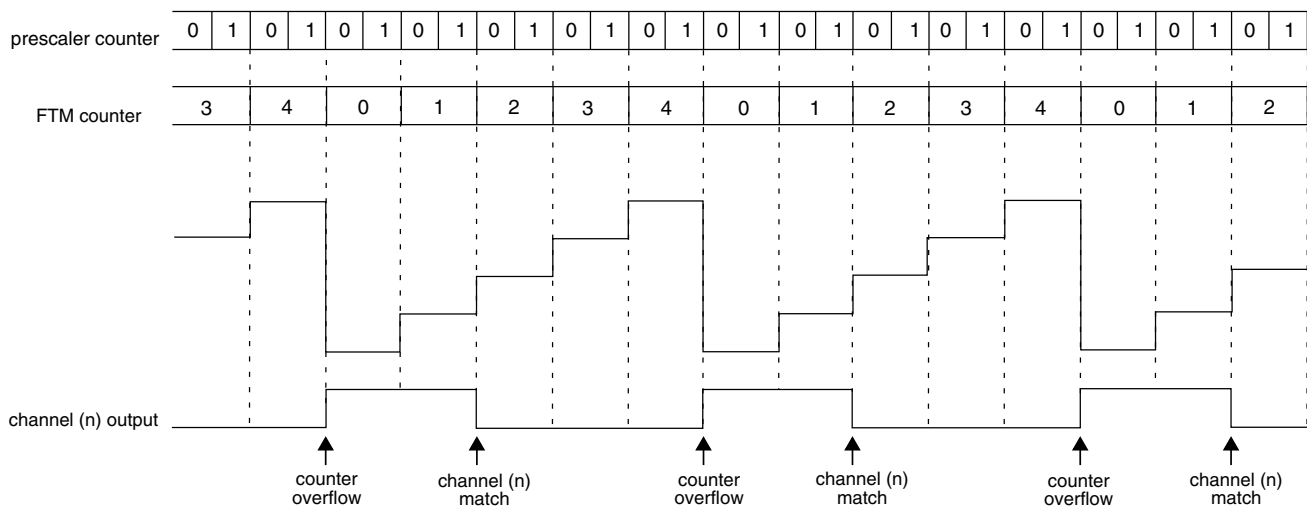 prescaler counter 0 1 0 1 0 1 0 1 0 1 0 1 0 1 0 1 0 1 0 1 0 1 0 1 0 1 0 1 0 1
FTM counter 3 4 0 1 2 3 4 0 1 2 3 4 0 1 2
channel (n) output
counter overflow
channel (n) match
counter overflow
channel (n) match
counter overflow
channel (n) match